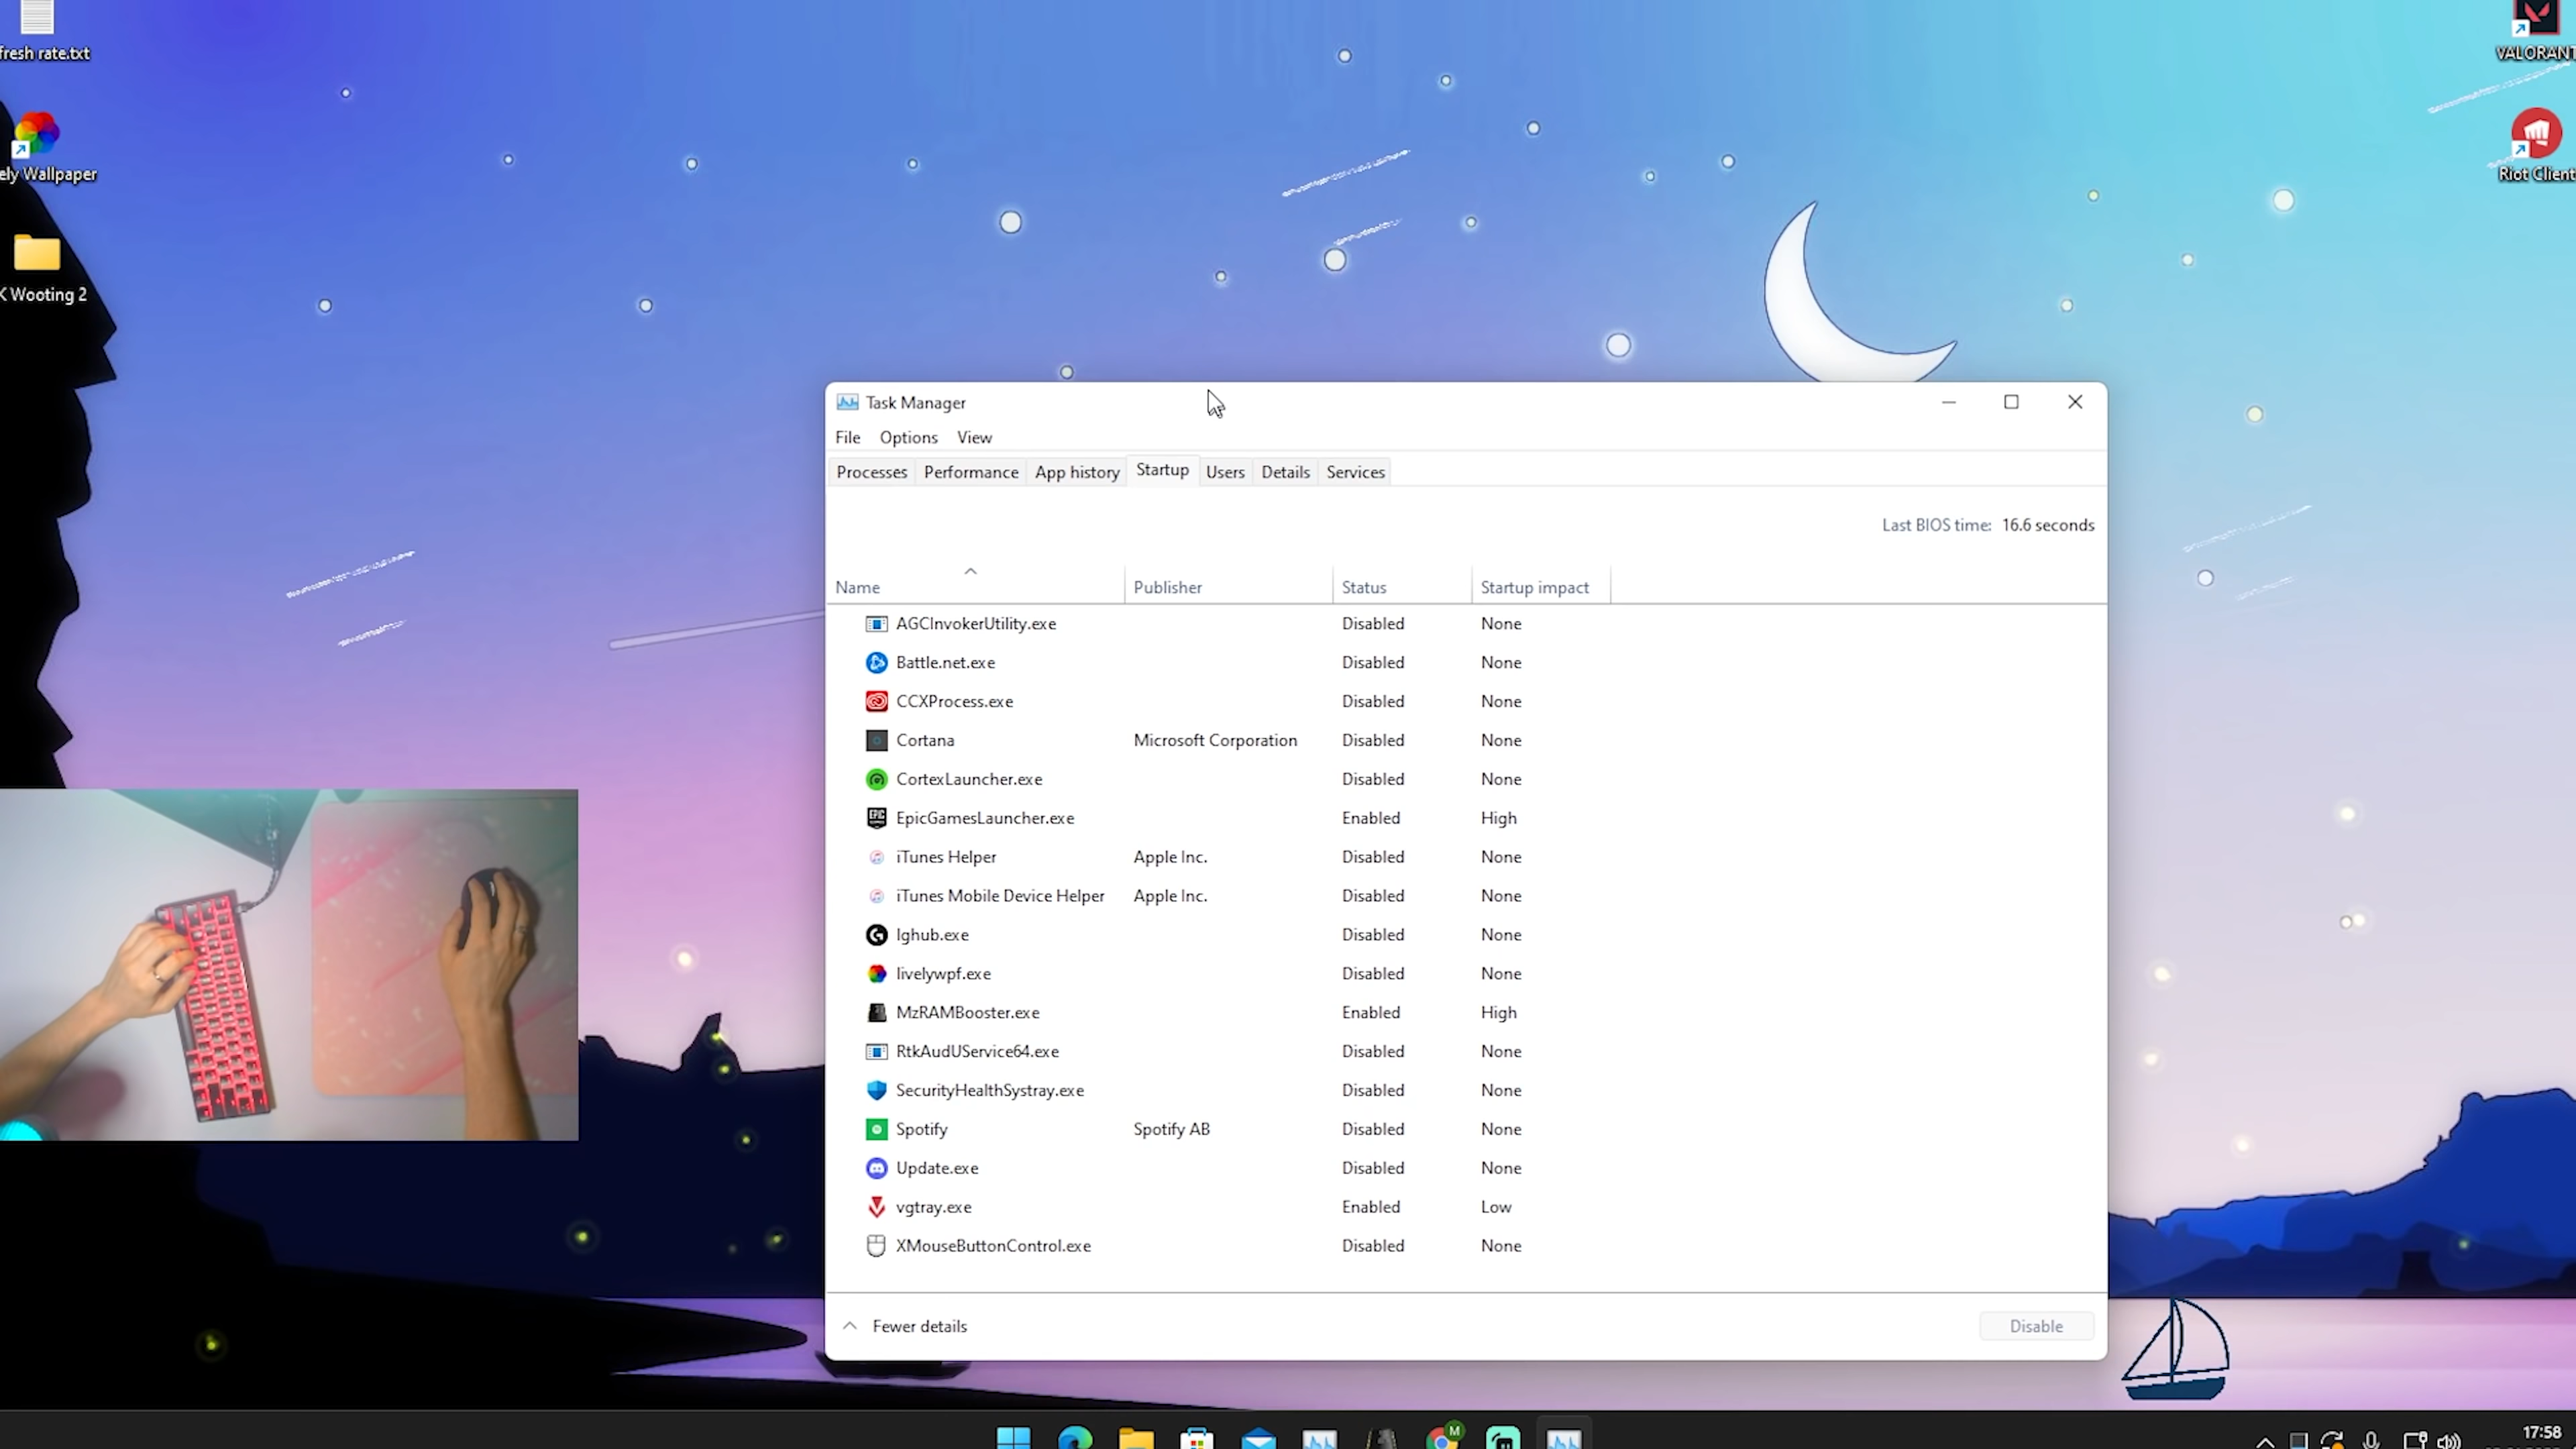 fresh rate.txt
ely Wallpaper
K Wooting 2
VALORANT
Riot Client
Task Manager
File Options View
Processes Performance App history Startup Users Details Services
Last BIOS time: 16.6 seconds
Name Publisher Status Startup impact
AGCInvokerUtility.exe Disabled None
Battle.net.exe Disabled None
CCXProcess.exe Disabled None
Cortana Microsoft Corporation Disabled None
CortexLauncher.exe Disabled None
EpicGamesLauncher.exe Enabled High
iTunes Helper Apple Inc. Disabled None
iTunes Mobile Device Helper Apple Inc. Disabled None
lghub.exe Disabled None
livelywpf.exe Disabled None
MzRAMBooster.exe Enabled High
RtkAudUService64.exe Disabled None
SecurityHealthSystray.exe Disabled None
Spotify Spotify AB Disabled None
Update.exe Disabled None
vgtray.exe Enabled Low
XMouseButtonControl.exe Disabled None
Fewer details Disable
M
17:58